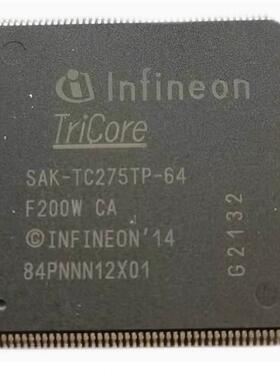 Infineon
TriCore
SAK-TC275TP-64
F200W CA
©INFINEON'14
84PNNN12X01
G2132